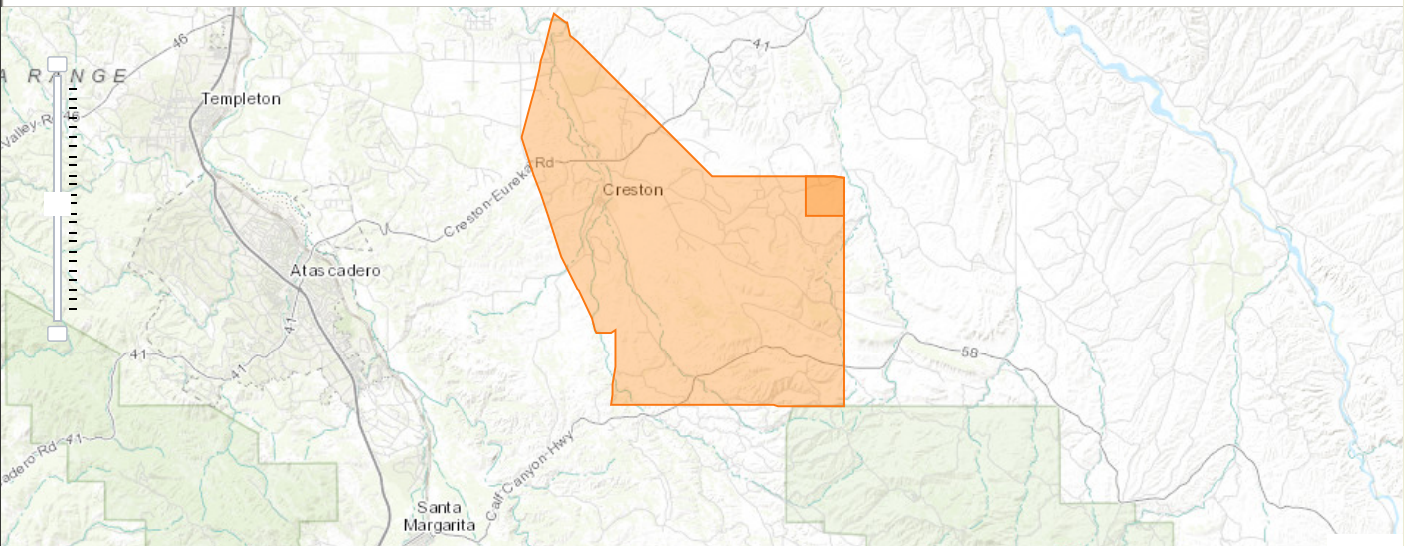 46
41
A RANGE
Templeton
Valley Rd
46
Creston-Eureka Rd
Creston
Atascadero
41
41
41
58
adero-Rd-41
Calf Canyon-Hwy
Santa
Margarita